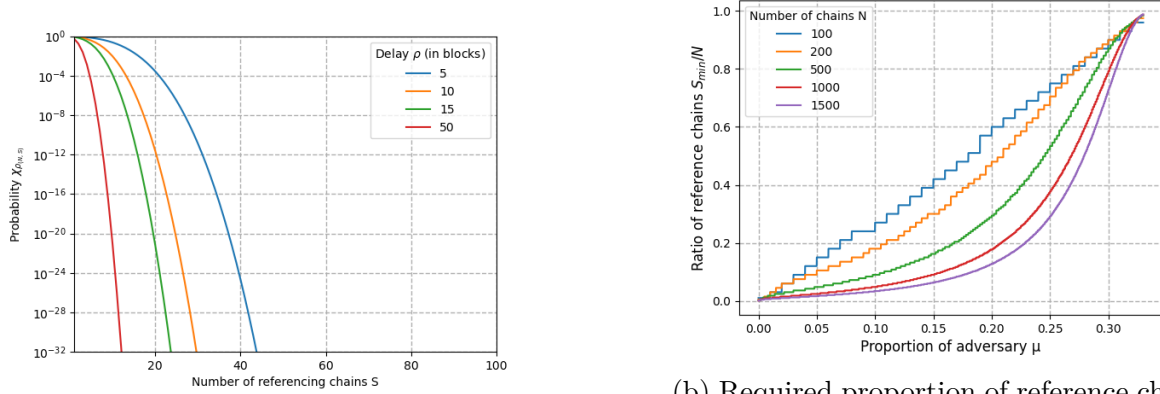 10^0
10^-4
10^-8
10^-12
10^-16
10^-20
10^-24
10^-28
10^-32
Probability χρ(N,S)
Delay ρ (in blocks)
5
10
15
50
20 40 60 80 100
Number of referencing chains S
1.0
0.8
0.6
0.4
0.2
0.0
Ratio of reference chains S_min/N
Number of chains N
100
200
500
1000
1500
0.00 0.05 0.10 0.15 0.20 0.25 0.30
Proportion of adversary μ
(b) Required proportion of reference